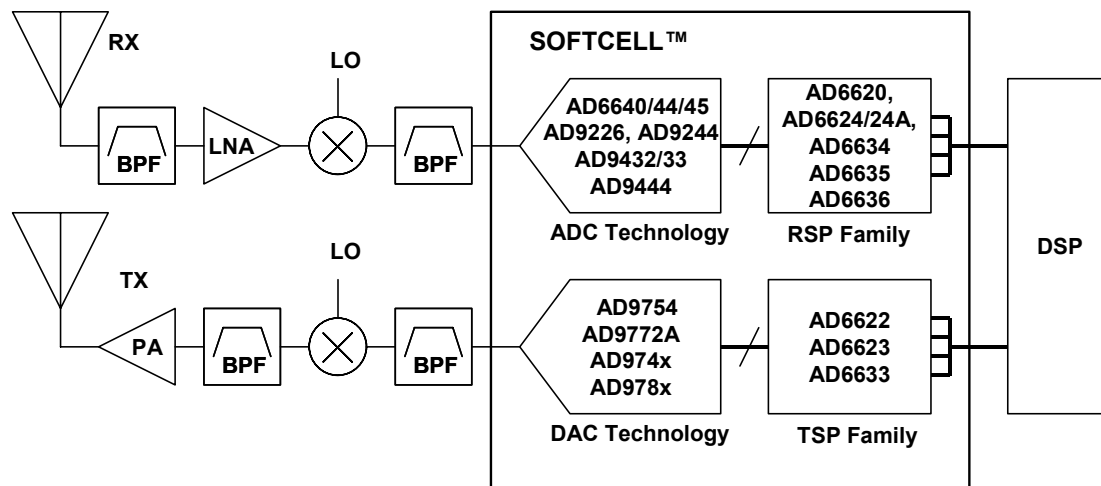 SOFTCELL™
RX
LO
BPF
LNA
BPF
AD6640/44/45
AD9226, AD9244
AD9432/33
AD9444
ADC Technology
AD6620,
AD6624/24A,
AD6634
AD6635
AD6636
RSP Family
DSP
TX
LO
PA
BPF
BPF
AD9754
AD9772A
AD974x
AD978x
DAC Technology
AD6622
AD6623
AD6633
TSP Family